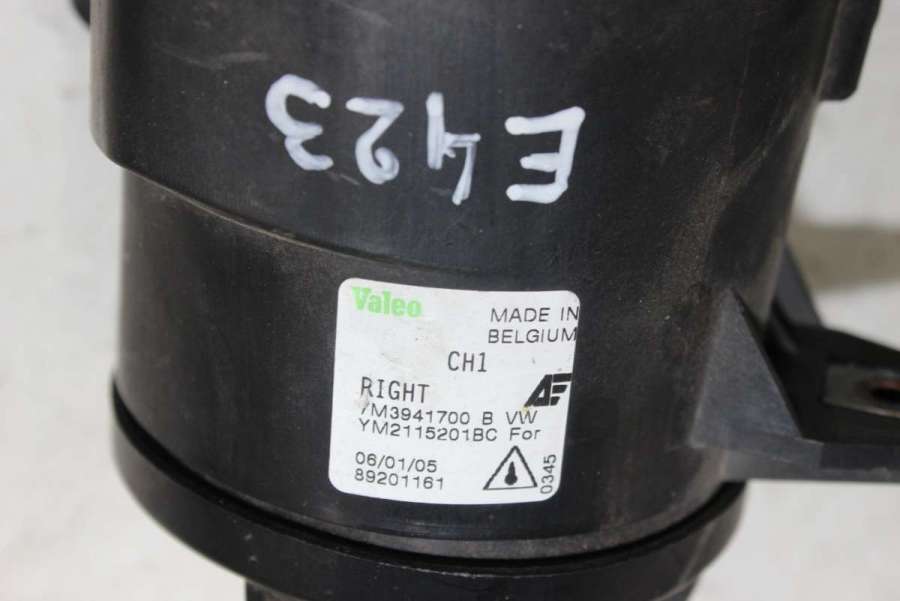 E423
Valeo
MADE IN
BELGIUM
CH1
RIGHT
7M3941700 B VW
YM2115201BC For
06/01/05
89201161
0345